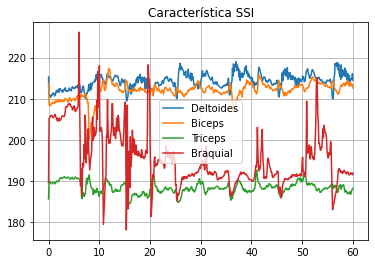 Característica SSI
220
210
200
190
180
Deltoides
Biceps
Triceps
Braquial
0 10 20 30 40 50 60